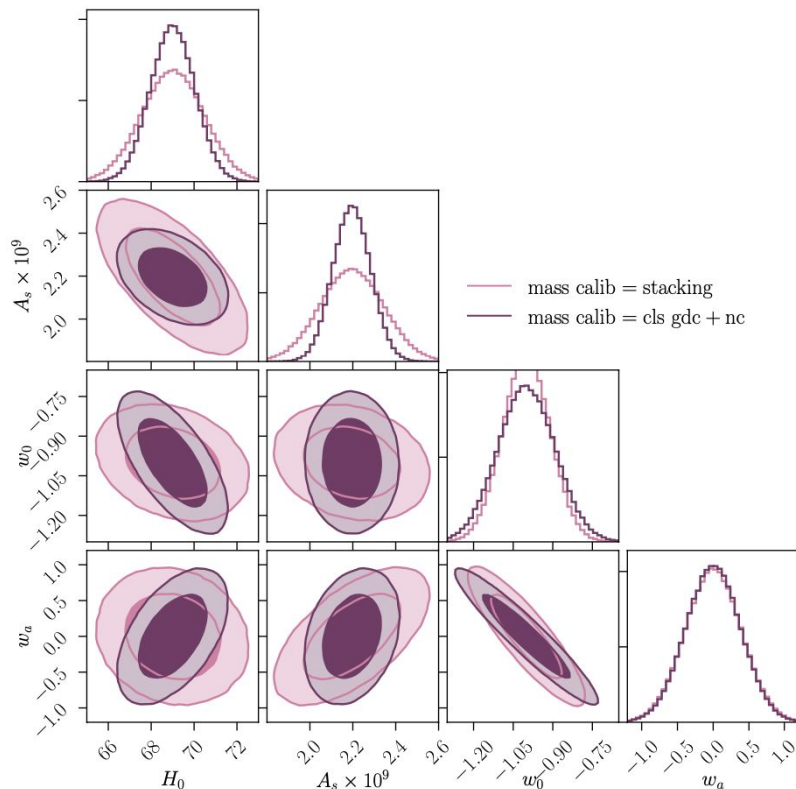 2.6
2.4
2.2
2.0
A_s × 10^9
mass calib = stacking
mass calib = cls gdc + nc
−0.75
−0.90
−1.05
−1.20
w_0
1.0
0.5
0.0
−0.5
−1.0
w_a
66 68 70 72
2.0 2.2 2.4 2.6
−1.20 −1.05 −0.90 −0.75
−1.0 −0.5 0.0 0.5 1.0
H_0 A_s × 10^9 w_0 w_a